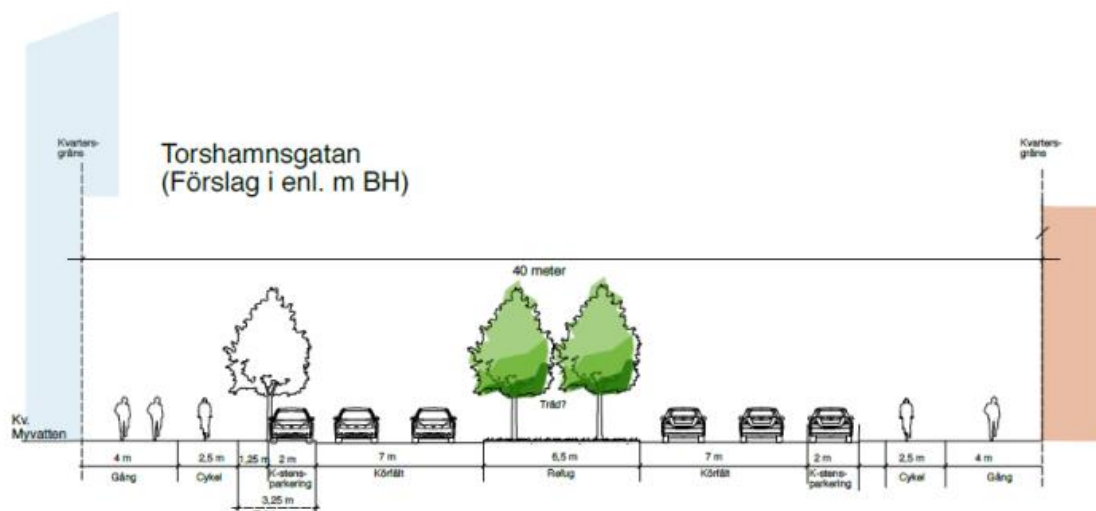 Kvarters-
gräns
Torshamnsgatan
(Förslag i enl. m BH)
Kvarters-
gräns
40 meter
Träd?
Kv.
Myvatten
4 m
2,5 m
1,25 m
2 m
7 m
6,5 m
7 m
2 m
2,5 m
4 m
Gång
Cykel
K-stens-
parkering
Körfält
Refug
Körfält
K-stens-
parkering
Cykel
Gång
3,25 m